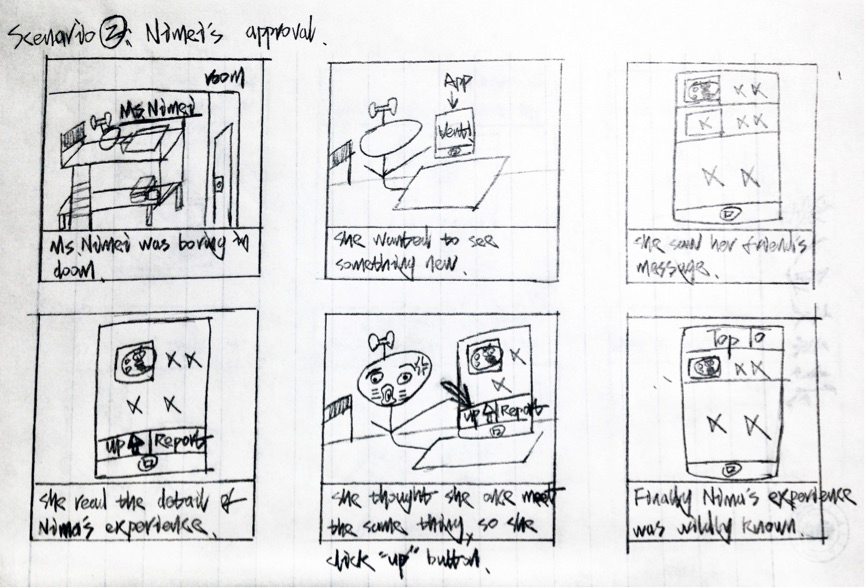 Scenario ②: Nimei's approval.
room
Ms. Nimei
Ms. Nimei was boring in
doom.
App
Venti
she wanted to see
something new.
X X
X X X
X X
she saw her friend's
massage.
X X
X X
up Report
she read the detail of
Nima's experience.
X
X
up Report
she thought she once meet
the same thing, so she
click "up" button.
Top 10
X X
X X
Finally Nima's experience
was wildly known